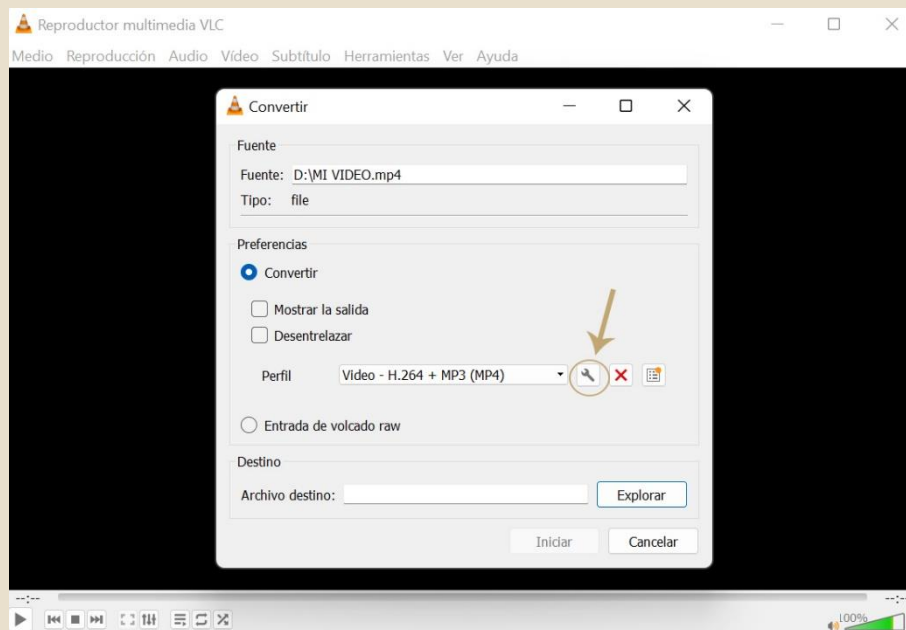 Reproductor multimedia VLC
Medio Reproducción Audio Vídeo Subtítulo Herramientas Ver Ayuda
Convertir
Fuente
Fuente: D:\MI VIDEO.mp4
Tipo: file
Preferencias
Convertir
Mostrar la salida
Desentrelazar
Perfil Video - H.264 + MP3 (MP4)
Entrada de volcado raw
Destino
Archivo destino: Explorar
Iniciar Cancelar
--:-- --:--
100%